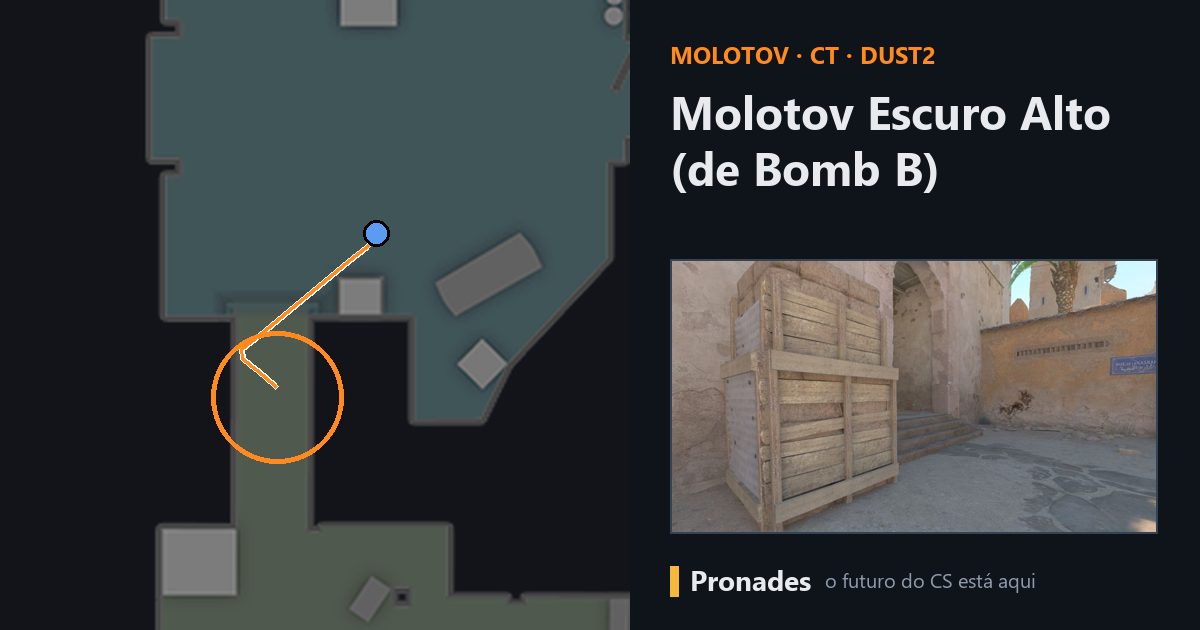 MOLOTOV · CT · DUST2
Molotov Escuro Alto
(de Bomb B)
Pronades o futuro do CS está aqui